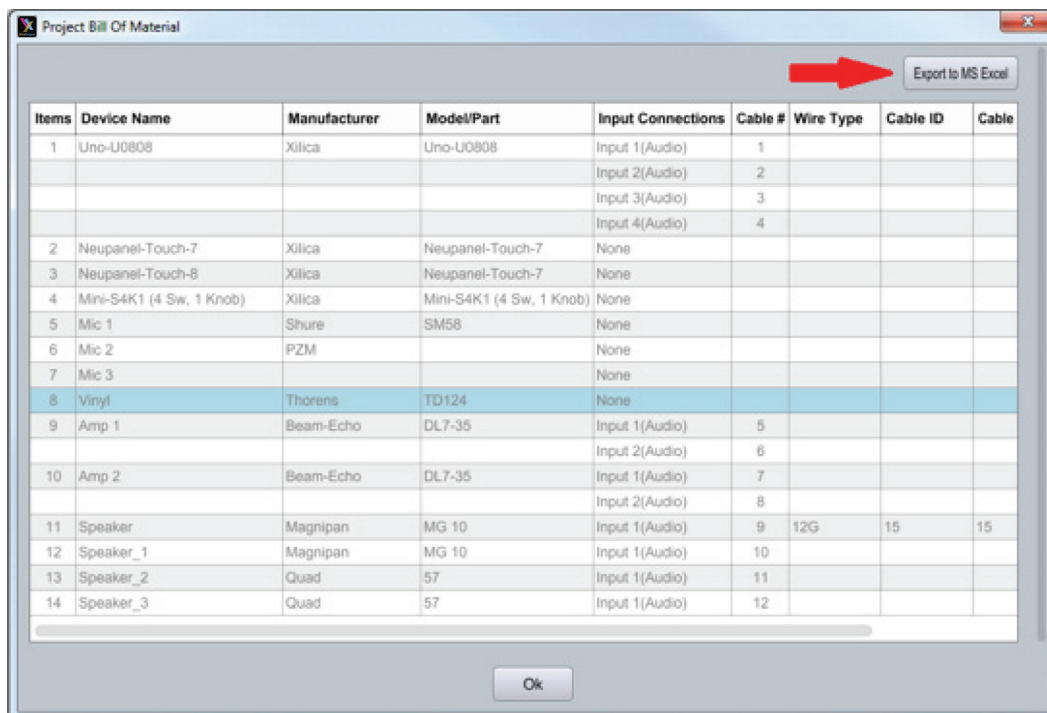 Project Bill Of Material
Export to MS Excel
Items Device Name Manufacturer Model/Part Input Connections Cable # Wire Type Cable ID Cable
1 Uno-U0808 Xilica Uno-U0808 Input 1(Audio) 1
Input 2(Audio) 2
Input 3(Audio) 3
Input 4(Audio) 4
2 Neupanel-Touch-7 Xilica Neupanel-Touch-7 None
3 Neupanel-Touch-8 Xilica Neupanel-Touch-7 None
4 Mini-S4K1 (4 Sw, 1 Knob) Xilica Mini-S4K1 (4 Sw, 1 Knob) None
5 Mic 1 Shure SM58 None
6 Mic 2 PZM None
7 Mic 3 None
8 Vinyl Thorens TD124 None
9 Amp 1 Beam-Echo DL7-35 Input 1(Audio) 5
Input 2(Audio) 6
10 Amp 2 Beam-Echo DL7-35 Input 1(Audio) 7
Input 2(Audio) 8
11 Speaker Magnipan MG 10 Input 1(Audio) 9 12G 15 15
12 Speaker_1 Magnipan MG 10 Input 1(Audio) 10
13 Speaker_2 Quad 57 Input 1(Audio) 11
14 Speaker_3 Quad 57 Input 1(Audio) 12
Ok